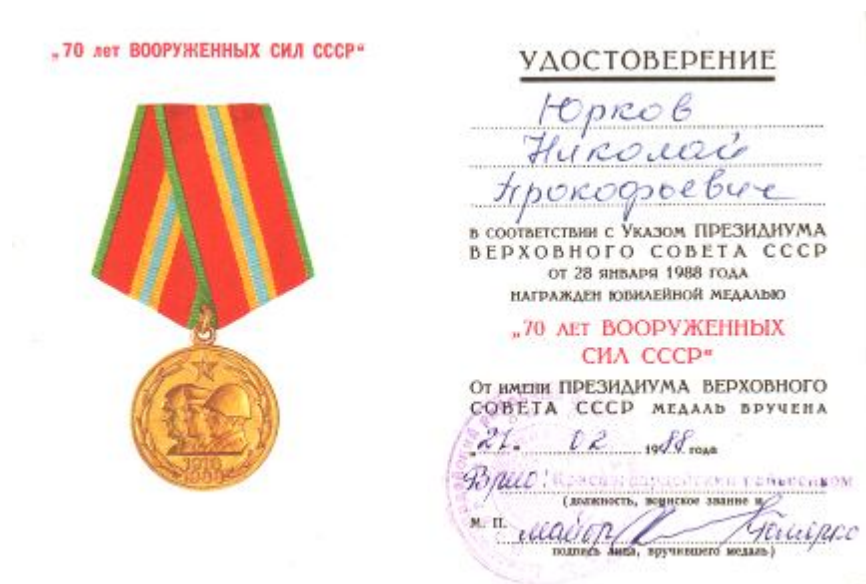 „70 лет ВООРУЖЕННЫХ СИЛ СССР“
УДОСТОВЕРЕНИЕ
Юрков
Николай
Прокофьевич
в соответствии с Указом ПРЕЗИДИУМА
ВЕРХОВНОГО СОВЕТА СССР
от 28 января 1988 года
награжден юбилейной медалью
„70 лет ВООРУЖЕННЫХ
СИЛ СССР“
От имени ПРЕЗИДИУМА ВЕРХОВНОГО
СОВЕТА СССР медаль вручена
„21“ 02 1988 года
Врио:
(должность, воинское звание и
М. П. майор
подпись лица, вручившего медаль)